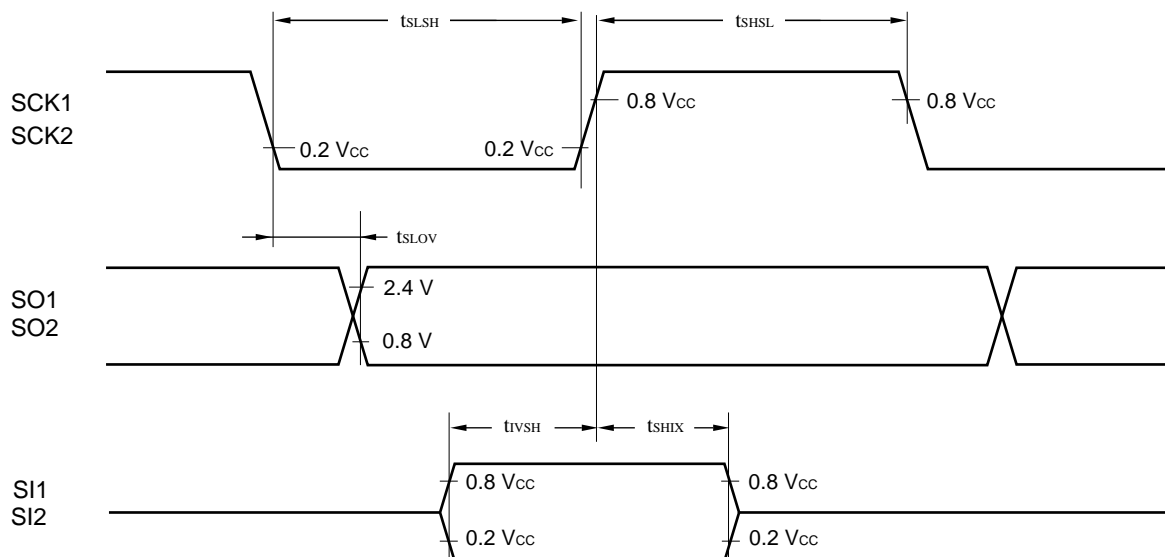 tSLSH
tSHSL
SCK1
SCK2
0.8 VCC
0.8 VCC
0.2 VCC
0.2 VCC
tSLOV
SO1
SO2
2.4 V
0.8 V
tIVSH
tSHIX
SI1
SI2
0.8 VCC
0.8 VCC
0.2 VCC
0.2 VCC